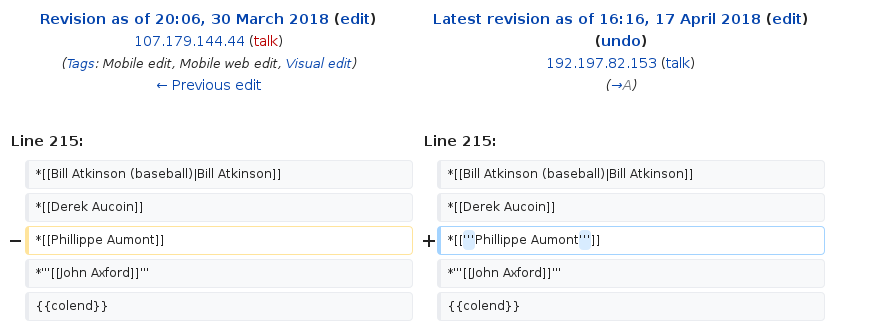 Revision as of 20:06, 30 March 2018 (edit)
107.179.144.44 (talk)
(Tags: Mobile edit, Mobile web edit, Visual edit)
← Previous edit
Latest revision as of 16:16, 17 April 2018 (edit)
(undo)
192.197.82.153 (talk)
(→A)
Line 215:
Line 215:
*[[Bill Atkinson (baseball)|Bill Atkinson]]
*[[Bill Atkinson (baseball)|Bill Atkinson]]
*[[Derek Aucoin]]
*[[Derek Aucoin]]
− *[[Phillippe Aumont]]
+ *[['''Phillippe Aumont''']]
*'''[[John Axford]]'''
*'''[[John Axford]]'''
{{colend}}
{{colend}}